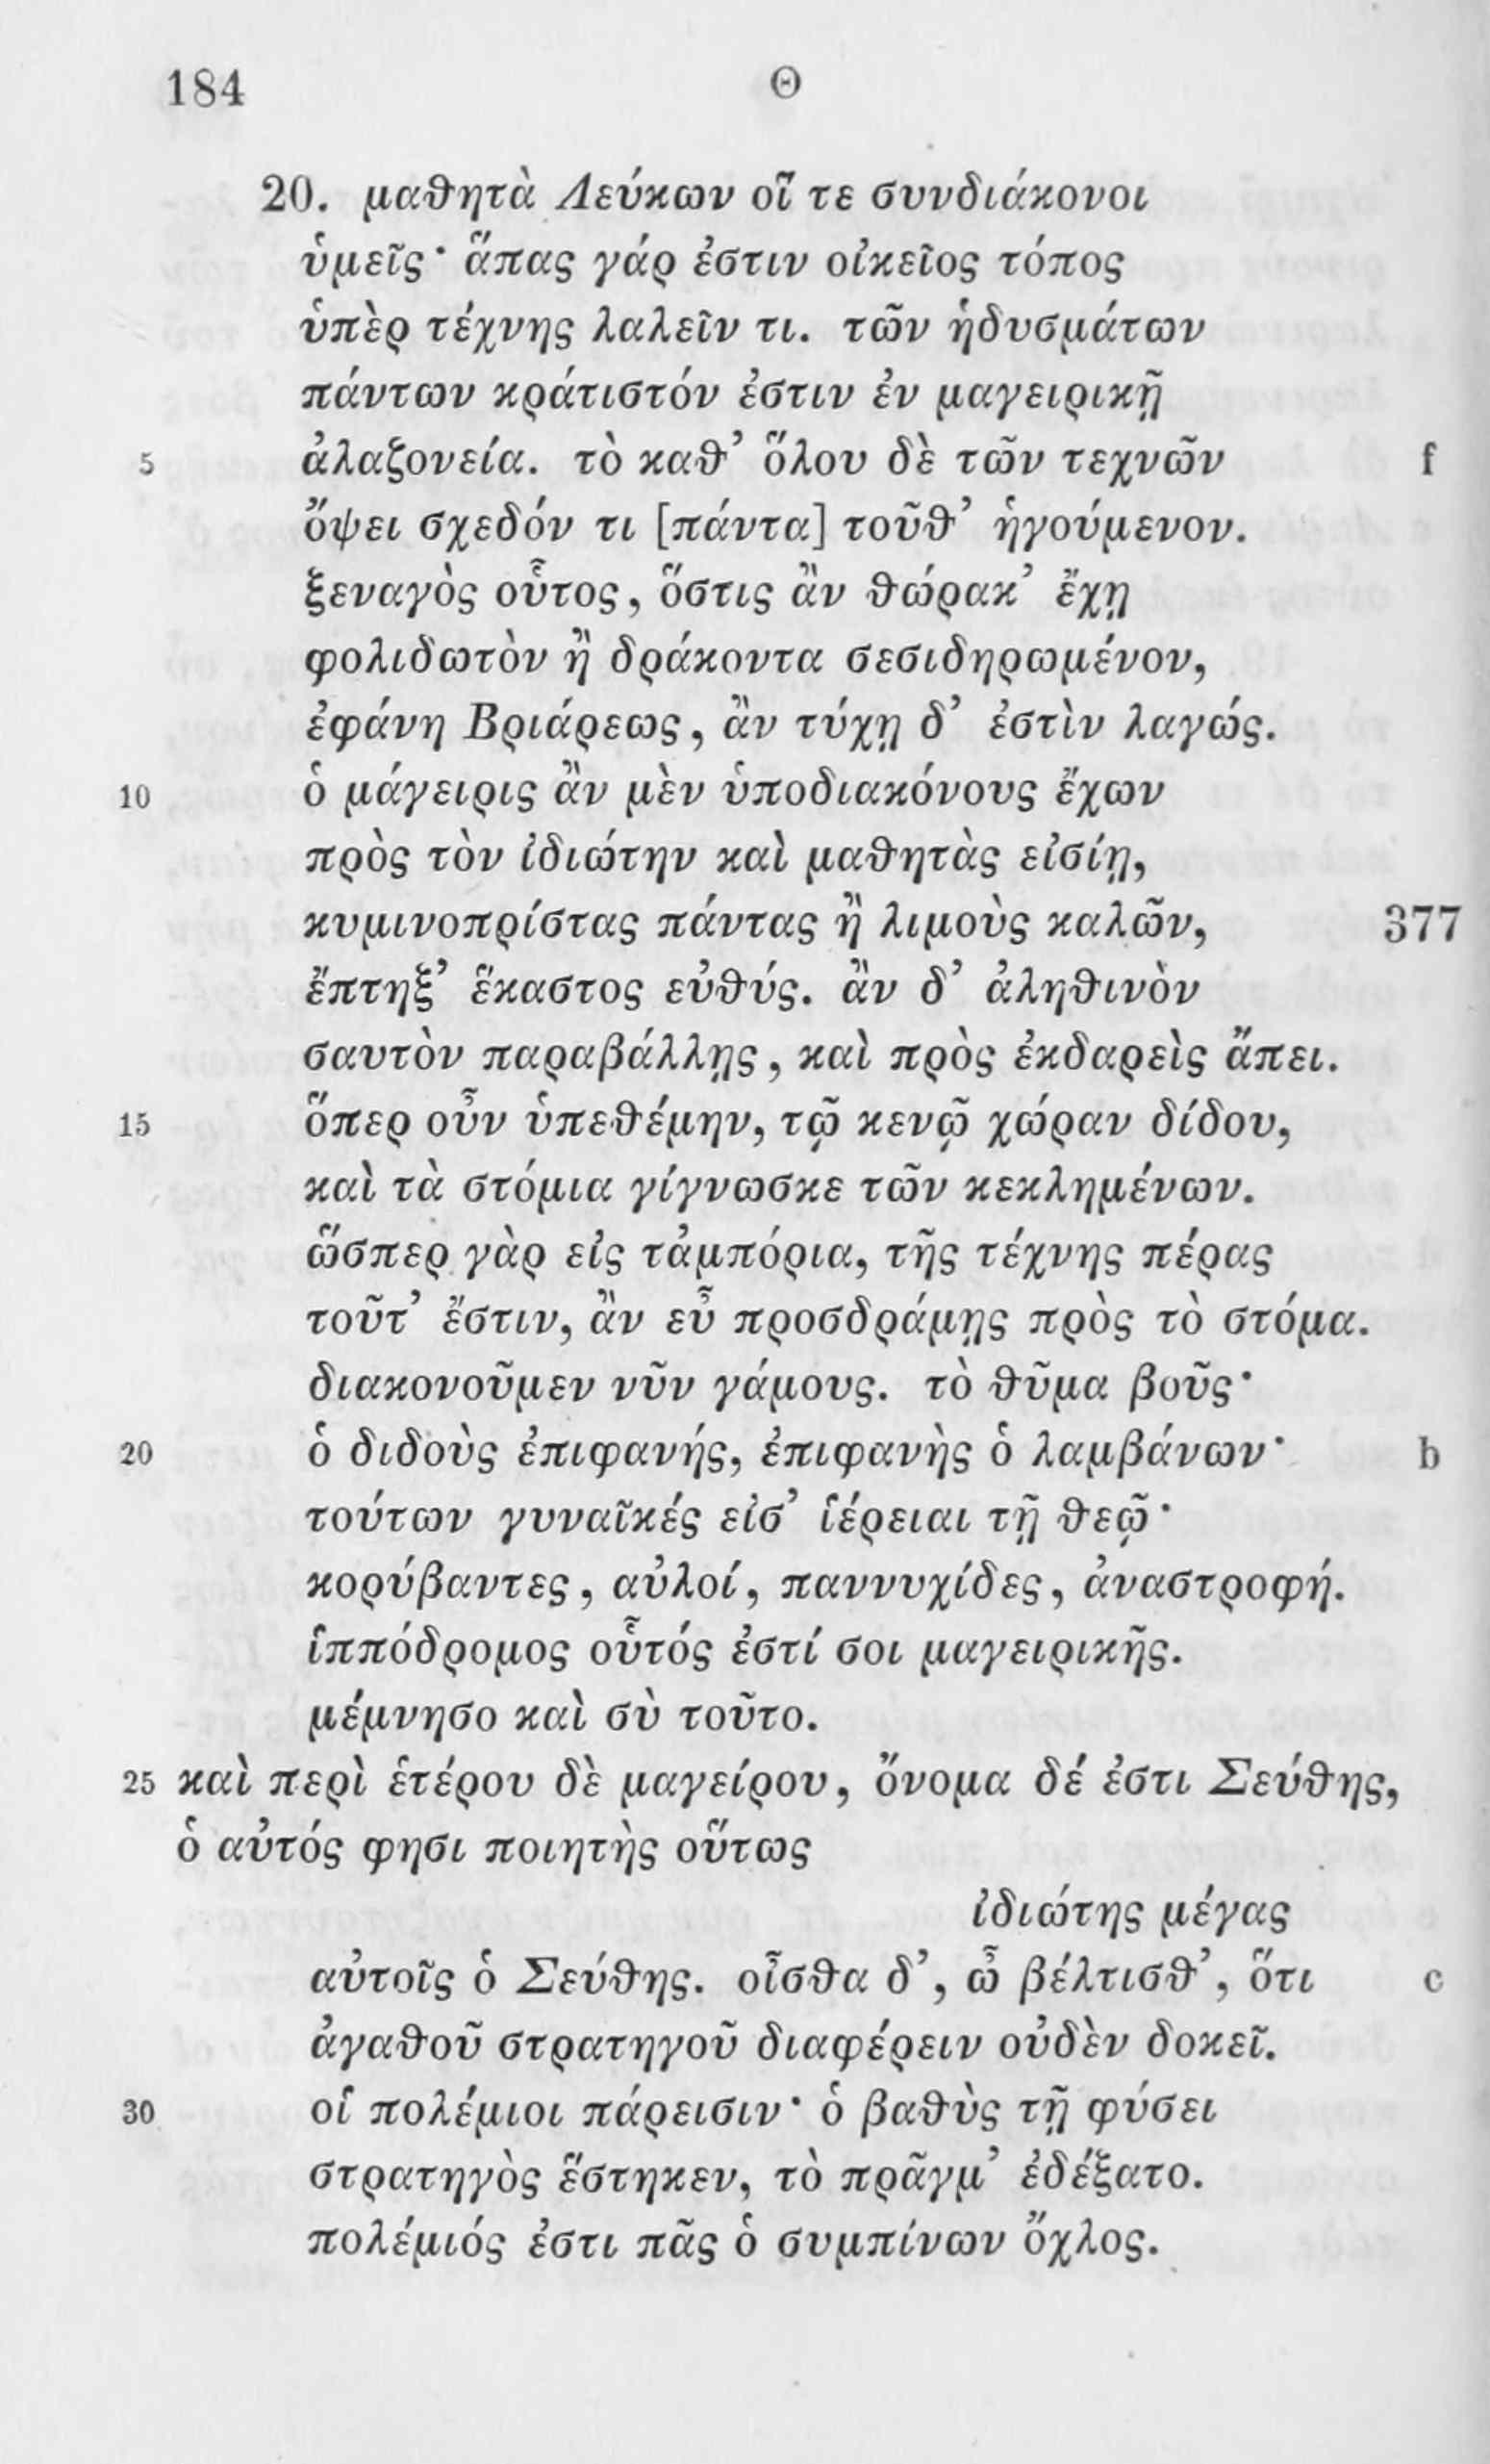 184 Θ
20. μαθητὰ Λεύκων οἵ τε συνδιάκονοι
ὑμεῖς· ἅπας γάρ ἐστιν οἰκεῖος τόπος
ὑπὲρ τέχνης λαλεῖν τι. τῶν ἡδυσμάτων
πάντων κράτιστόν ἐστιν ἐν μαγειρικῇ
5 ἀλαζονεία. τὸ καθ’ ὅλου δὲ τῶν τεχνῶν f
ὄψει σχεδόν τι [πάντα] τοῦθ’ ἡγούμενον.
ξεναγὸς οὗτος, ὅστις ἂν θώρακ’ ἔχῃ
φολιδωτὸν ἢ δράκοντα σεσιδηρωμένον,
ἐφάνη Βριάρεως, ἂν τύχῃ δ’ ἐστὶν λαγώς.
10 ὁ μάγειρις ἂν μὲν ὑποδιακόνους ἔχων
πρὸς τὸν ἰδιώτην καὶ μαθητὰς εἰσίῃ,
κυμινοπρίστας πάντας ἢ λιμοὺς καλῶν, 377
ἔπτηξ’ ἕκαστος εὐθύς. ἂν δ’ ἀληθινὸν
σαυτὸν παραβάλλῃς, καὶ πρὸς ἐκδαρεὶς ἄπει.
15 ὅπερ οὖν ὑπεθέμην, τῷ κενῷ χώραν δίδου,
καὶ τὰ στόμια γίγνωσκε τῶν κεκλημένων.
ὥσπερ γὰρ εἰς τἀμπόρια, τῆς τέχνης πέρας
τοῦτ’ ἔστιν, ἂν εὖ προσδράμῃς πρὸς τὸ στόμα.
διακονοῦμεν νῦν γάμους. τὸ θῦμα βοῦς·
20 ὁ διδοὺς ἐπιφανής, ἐπιφανὴς ὁ λαμβάνων· b
τούτων γυναῖκές εἰσ’ ἱέρειαι τῇ θεῷ·
κορύβαντες, αὐλοί, παννυχίδες, ἀναστροφή.
ἱππόδρομος οὗτός ἐστί σοι μαγειρικῆς.
μέμνησο καὶ σὺ τοῦτο.
25 καὶ περὶ ἑτέρου δὲ μαγείρου, ὄνομα δέ ἐστι Σεύθης,
ὁ αὐτός φησι ποιητὴς οὕτως
ἰδιώτης μέγας
αὐτοῖς ὁ Σεύθης. οἶσθα δ’, ὦ βέλτισθ’, ὅτι c
ἀγαθοῦ στρατηγοῦ διαφέρειν οὐδὲν δοκεῖ.
30 οἱ πολέμιοι πάρεισιν· ὁ βαθὺς τῇ φύσει
στρατηγὸς ἕστηκεν, τὸ πρᾶγμ’ ἐδέξατο.
πολέμιός ἐστι πᾶς ὁ συμπίνων ὄχλος.